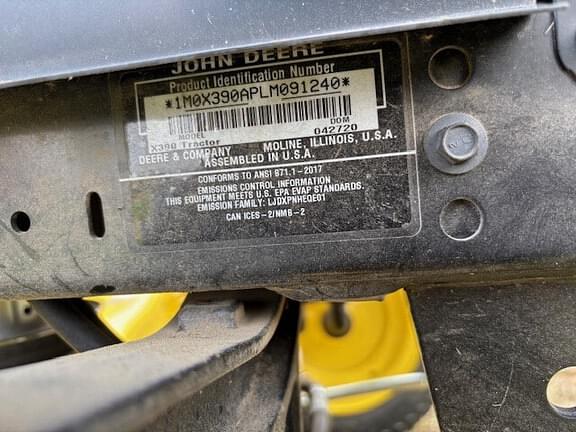 JOHN DEERE
Product Identification Number
*1M0X390APLM091240*
MODEL DOM
X390 Tractor 042720
DEERE & COMPANY MOLINE, ILLINOIS, U.S.A.
ASSEMBLED IN U.S.A.
CONFORMS TO ANSI B71.1-2017
EMISSIONS CONTROL INFORMATION
THIS EQUIPMENT MEETS U.S. EPA EVAP STANDARDS.
EMISSION FAMILY: LJDXPNHEQE01
CAN ICES-2/NMB-2